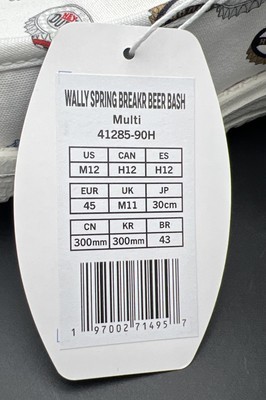 WALLY SPRING BREAKR BEER BASH
Multi
41285-90H
US CAN ES
M12 H12 H12
EUR UK JP
45 M11 30cm
CN KR BR
300mm 300mm 43
1 97002 71495 7